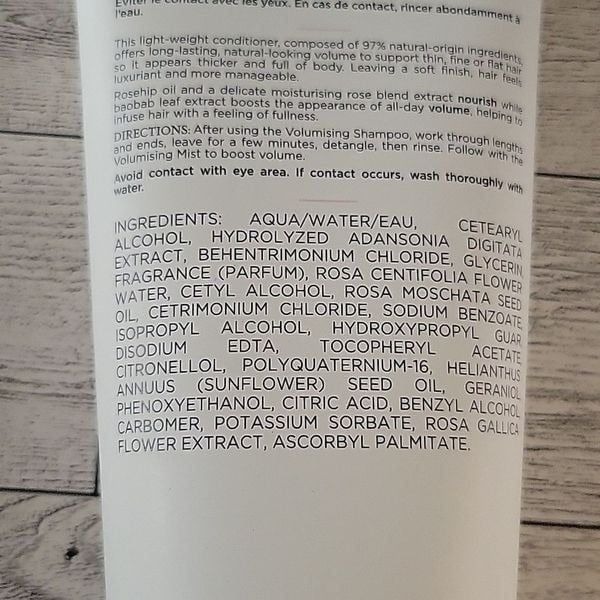 Éviter le contact avec les yeux. En cas de contact, rincer abondamment à
l'eau.
This light-weight conditioner, composed of 97% natural-origin ingredients,
offers long-lasting, natural-looking volume to support thin, fine or flat hair
so it appears thicker and full of body. Leaving a soft finish, hair feels
luxuriant and more manageable.
Rosehip oil and a delicate moisturising rose blend extract nourish while
baobab leaf extract boosts the appearance of all-day volume, helping to
infuse hair with a feeling of fullness.
DIRECTIONS: After using the Volumising Shampoo, work through lengths
and ends, leave for a few minutes, detangle, then rinse. Follow with the
Volumising Mist to boost volume.
Avoid contact with eye area. If contact occurs, wash thoroughly with
water.
INGREDIENTS: AQUA/WATER/EAU, CETEARYL
ALCOHOL, HYDROLYZED ADANSONIA DIGITATA
EXTRACT, BEHENTRIMONIUM CHLORIDE, GLYCERIN,
FRAGRANCE (PARFUM), ROSA CENTIFOLIA FLOWER
WATER, CETYL ALCOHOL, ROSA MOSCHATA SEED
OIL, CETRIMONIUM CHLORIDE, SODIUM BENZOATE,
ISOPROPYL ALCOHOL, HYDROXYPROPYL GUAR,
DISODIUM EDTA, TOCOPHERYL ACETATE,
CITRONELLOL, POLYQUATERNIUM-16, HELIANTHUS
ANNUUS (SUNFLOWER) SEED OIL, GERANIOL,
PHENOXYETHANOL, CITRIC ACID, BENZYL ALCOHOL,
CARBOMER, POTASSIUM SORBATE, ROSA GALLICA
FLOWER EXTRACT, ASCORBYL PALMITATE.